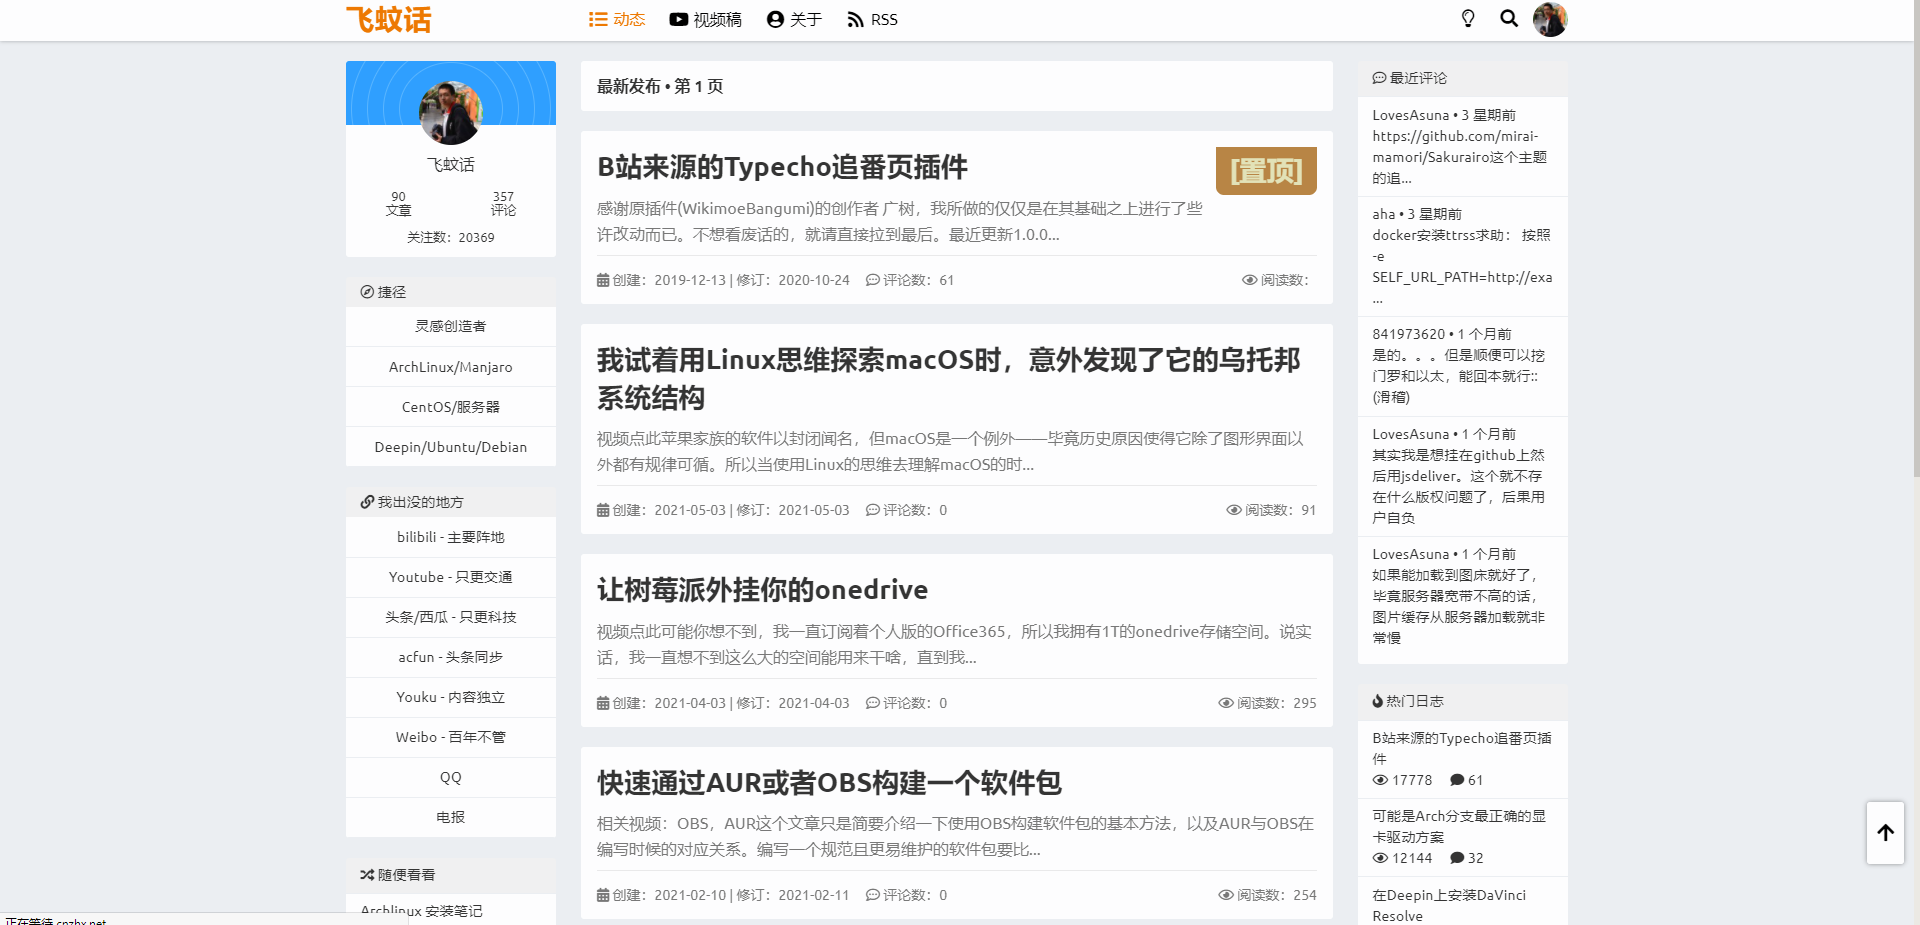 飞蚊话
动态
视频稿
关于
RSS
飞蚊话
90
文章
357
评论
关注数：20369
捷径
灵感创造者
ArchLinux/Manjaro
CentOS/服务器
Deepin/Ubuntu/Debian
我出没的地方
bilibili - 主要阵地
Youtube - 只更交通
头条/西瓜 - 只更科技
acfun - 头条同步
Youku - 内容独立
Weibo - 百年不管
QQ
电报
随便看看
Archlinux 安装笔记
正在等待 cnzhx.net
最新发布 • 第 1 页
B站来源的Typecho追番页插件
[置顶]
感谢原插件(WikimoeBangumi)的创作者 广树，我所做的仅仅是在其基础之上进行了些
许改动而已。不想看废话的，就请直接拉到最后。最近更新1.0.0...
创建：2019-12-13 | 修订：2020-10-24 评论数：61 阅读数：
我试着用Linux思维探索macOS时，意外发现了它的乌托邦
系统结构
视频点此苹果家族的软件以封闭闻名，但macOS是一个例外——毕竟历史原因使得它除了图形界面以
外都有规律可循。所以当使用Linux的思维去理解macOS的时...
创建：2021-05-03 | 修订：2021-05-03 评论数：0 阅读数：91
让树莓派外挂你的onedrive
视频点此可能你想不到，我一直订阅着个人版的Office365，所以我拥有1T的onedrive存储空间。说实
话，我一直想不到这么大的空间能用来干啥，直到我...
创建：2021-04-03 | 修订：2021-04-03 评论数：0 阅读数：295
快速通过AUR或者OBS构建一个软件包
相关视频：OBS，AUR这个文章只是简要介绍一下使用OBS构建软件包的基本方法，以及AUR与OBS在
编写时候的对应关系。编写一个规范且更易维护的软件包要比...
创建：2021-02-10 | 修订：2021-02-11 评论数：0 阅读数：254
最近评论
LovesAsuna • 3 星期前
https://github.com/mirai-
mamori/Sakurairo这个主题
的追...
aha • 3 星期前
docker安装ttrss求助： 按照
-e
SELF_URL_PATH=http://exa
...
841973620 • 1 个月前
是的。。。但是顺便可以挖
门罗和以太，能回本就行::
(滑稽)
LovesAsuna • 1 个月前
其实我是想挂在github上然
后用jsdeliver。这个就不存
在什么版权问题了，后果用
户自负
LovesAsuna • 1 个月前
如果能加载到图床就好了，
毕竟服务器宽带不高的话，
图片缓存从服务器加载就非
常慢
热门日志
B站来源的Typecho追番页插
件
17778 61
可能是Arch分支最正确的显
卡驱动方案
12144 32
在Deepin上安装DaVinci
Resolve